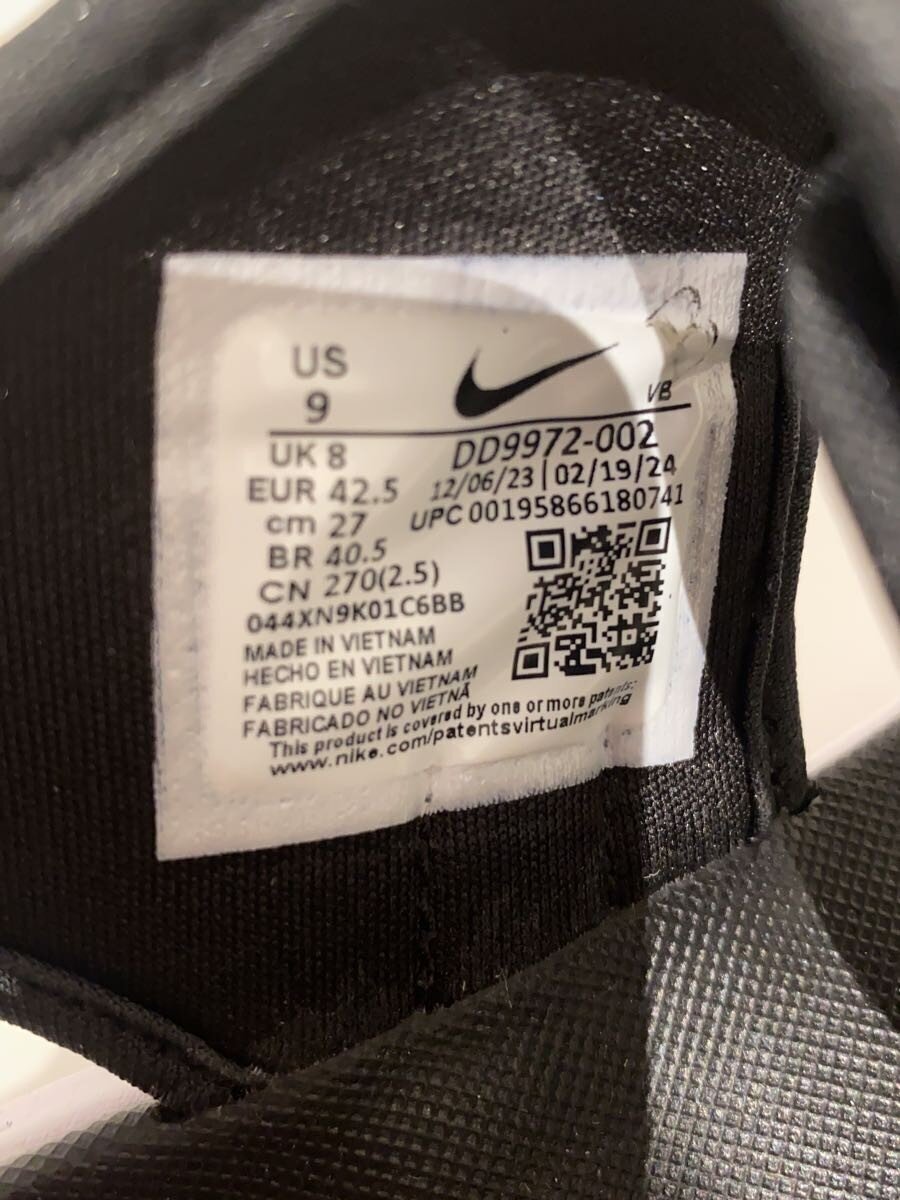 US
9
VB
UK 8
EUR 42.5
cm 27
BR 40.5
CN 270(2.5)
DD9972-002
12/06/23 | 02/19/24
UPC 00195866180741
044XN9K01C6BB
MADE IN VIETNAM
HECHO EN VIETNAM
FABRIQUE AU VIETNAM
FABRICADO NO VIETNÃ
This product is covered by one or more patents:
www.nike.com/patentsvirtualmarking